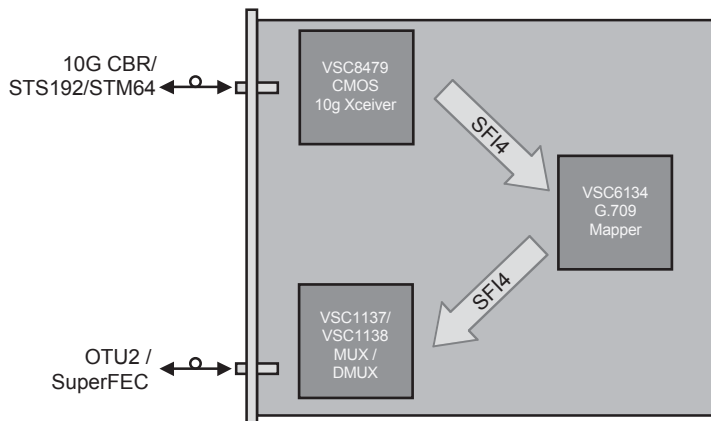 10G CBR/
STS192/STM64
VSC8479
CMOS
10g Xceiver
SFI4
VSC6134
G.709
Mapper
SFI4
VSC1137/
VSC1138
MUX /
DMUX
OTU2 /
SuperFEC